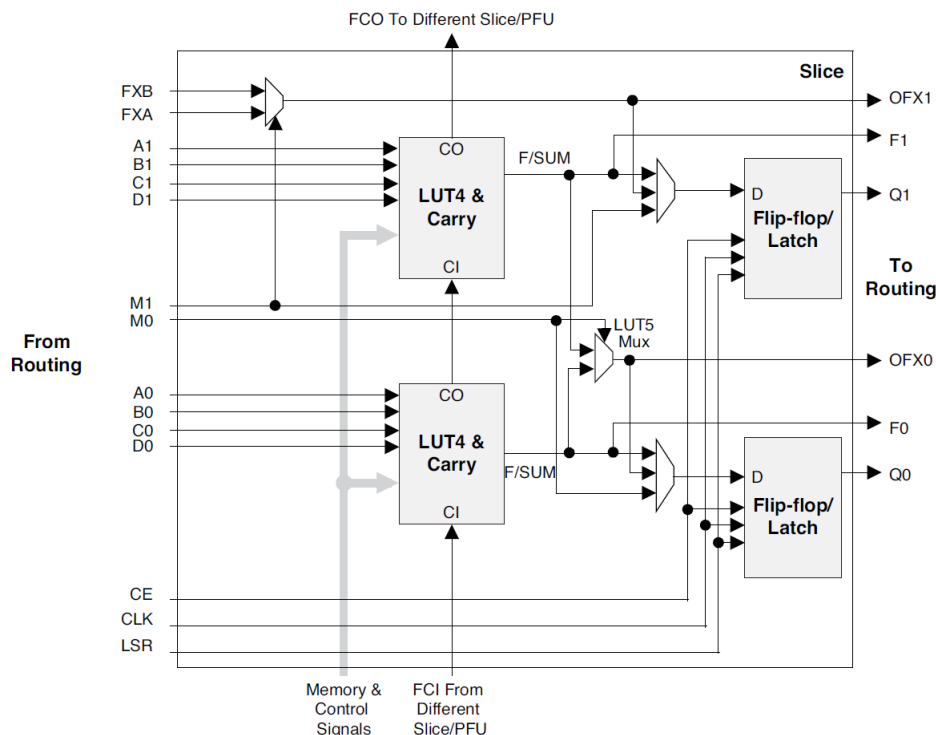 FCO To Different Slice/PFU
Slice
FXB
FXA
OFX1
F1
A1
B1
C1
D1
CO
LUT4 &
Carry
CI
F/SUM
D
Flip-flop/
Latch
Q1
To
Routing
M1
M0
From
Routing
LUT5
Mux
OFX0
A0
B0
C0
D0
CO
LUT4 &
Carry
CI
F/SUM
F0
D
Flip-flop/
Latch
Q0
CE
CLK
LSR
Memory &
Control
Signals
FCI From
Different
Slice/PFU